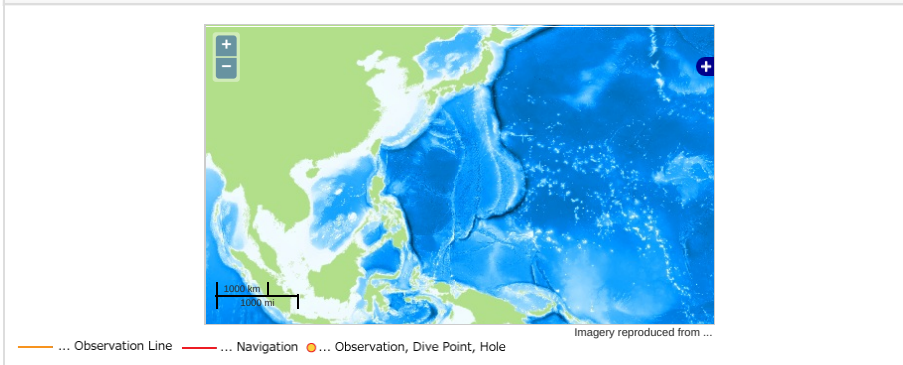 +
−
+
1000 km
1000 mi
Imagery reproduced from ...
... Observation Line ... Navigation ... Observation, Dive Point, Hole